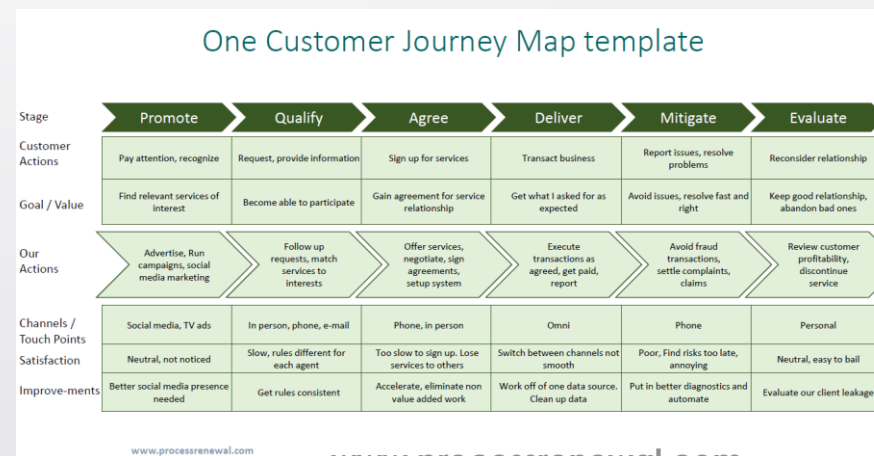 One Customer Journey Map template
Stage
Promote
Qualify
Agree
Deliver
Mitigate
Evaluate
Customer
Actions
Pay attention, recognize
Request, provide information
Sign up for services
Transact business
Report issues, resolve
problems
Reconsider relationship
Goal / Value
Find relevant services of
interest
Become able to participate
Gain agreement for service
relationship
Get what I asked for as
expected
Avoid issues, resolve fast and
right
Keep good relationship,
abandon bad ones
Our
Actions
Advertise, Run
campaigns, social
media marketing
Follow up
requests, match
services to
interests
Offer services,
negotiate, sign
agreements,
setup system
Execute
transactions as
agreed, get paid,
report
Avoid fraud
transactions,
settle complaints,
claims
Review customer
profitability,
discontinue
service
Channels /
Touch Points
Social media, TV ads
In person, phone, e-mail
Phone, in person
Omni
Phone
Personal
Satisfaction
Neutral, not noticed
Slow, rules different for
each agent
Too slow to sign up. Lose
services to others
Switch between channels not
smooth
Poor, Find risks too late,
annoying
Neutral, easy to bail
Improve-ments
Better social media presence
needed
Get rules consistent
Accelerate, eliminate non
value added work
Work off of one data source.
Clean up data
Put in better diagnostics and
automate
Evaluate our client leakage
www.processrenewal.com
www.processrenewal.com